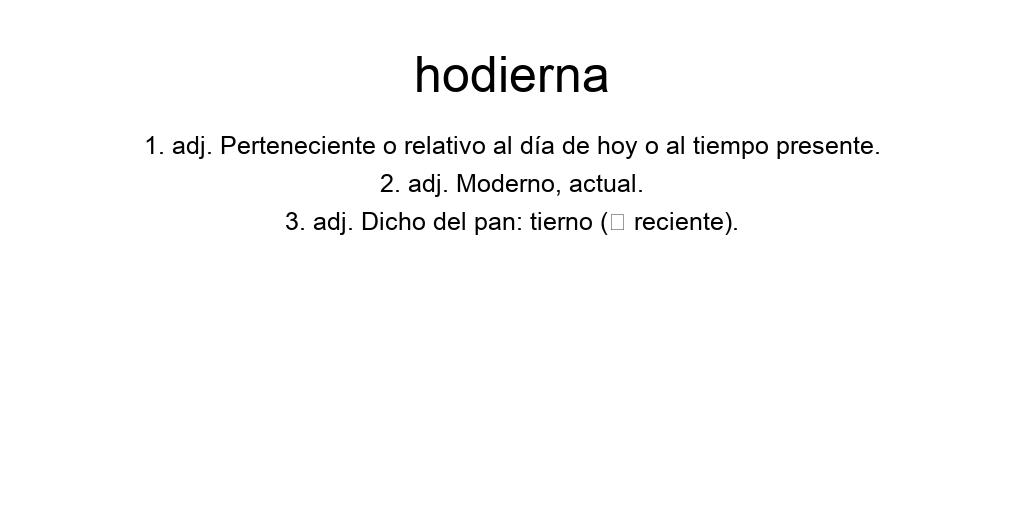 hodierna
1. adj. Perteneciente o relativo al día de hoy o al tiempo presente.
2. adj. Moderno, actual.
3. adj. Dicho del pan: tierno (□ reciente).